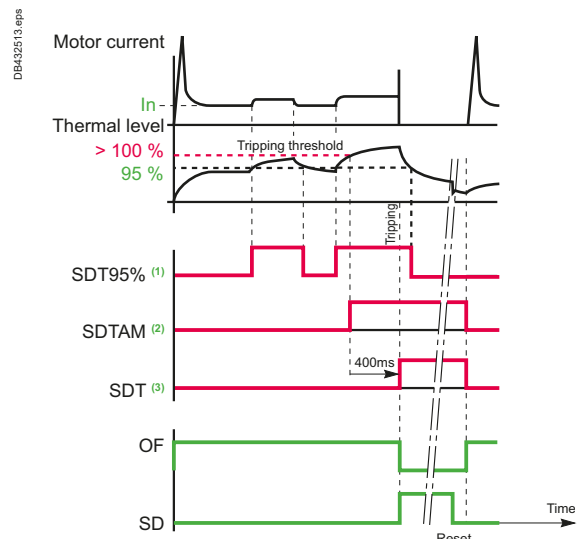 DB432513.eps
Motor current
In
Thermal level
> 100 %
Tripping threshold
95 %
Tripping
SDT95% (1)
SDTAM (2)
400ms
SDT (3)
OF
SD
Time
Reset